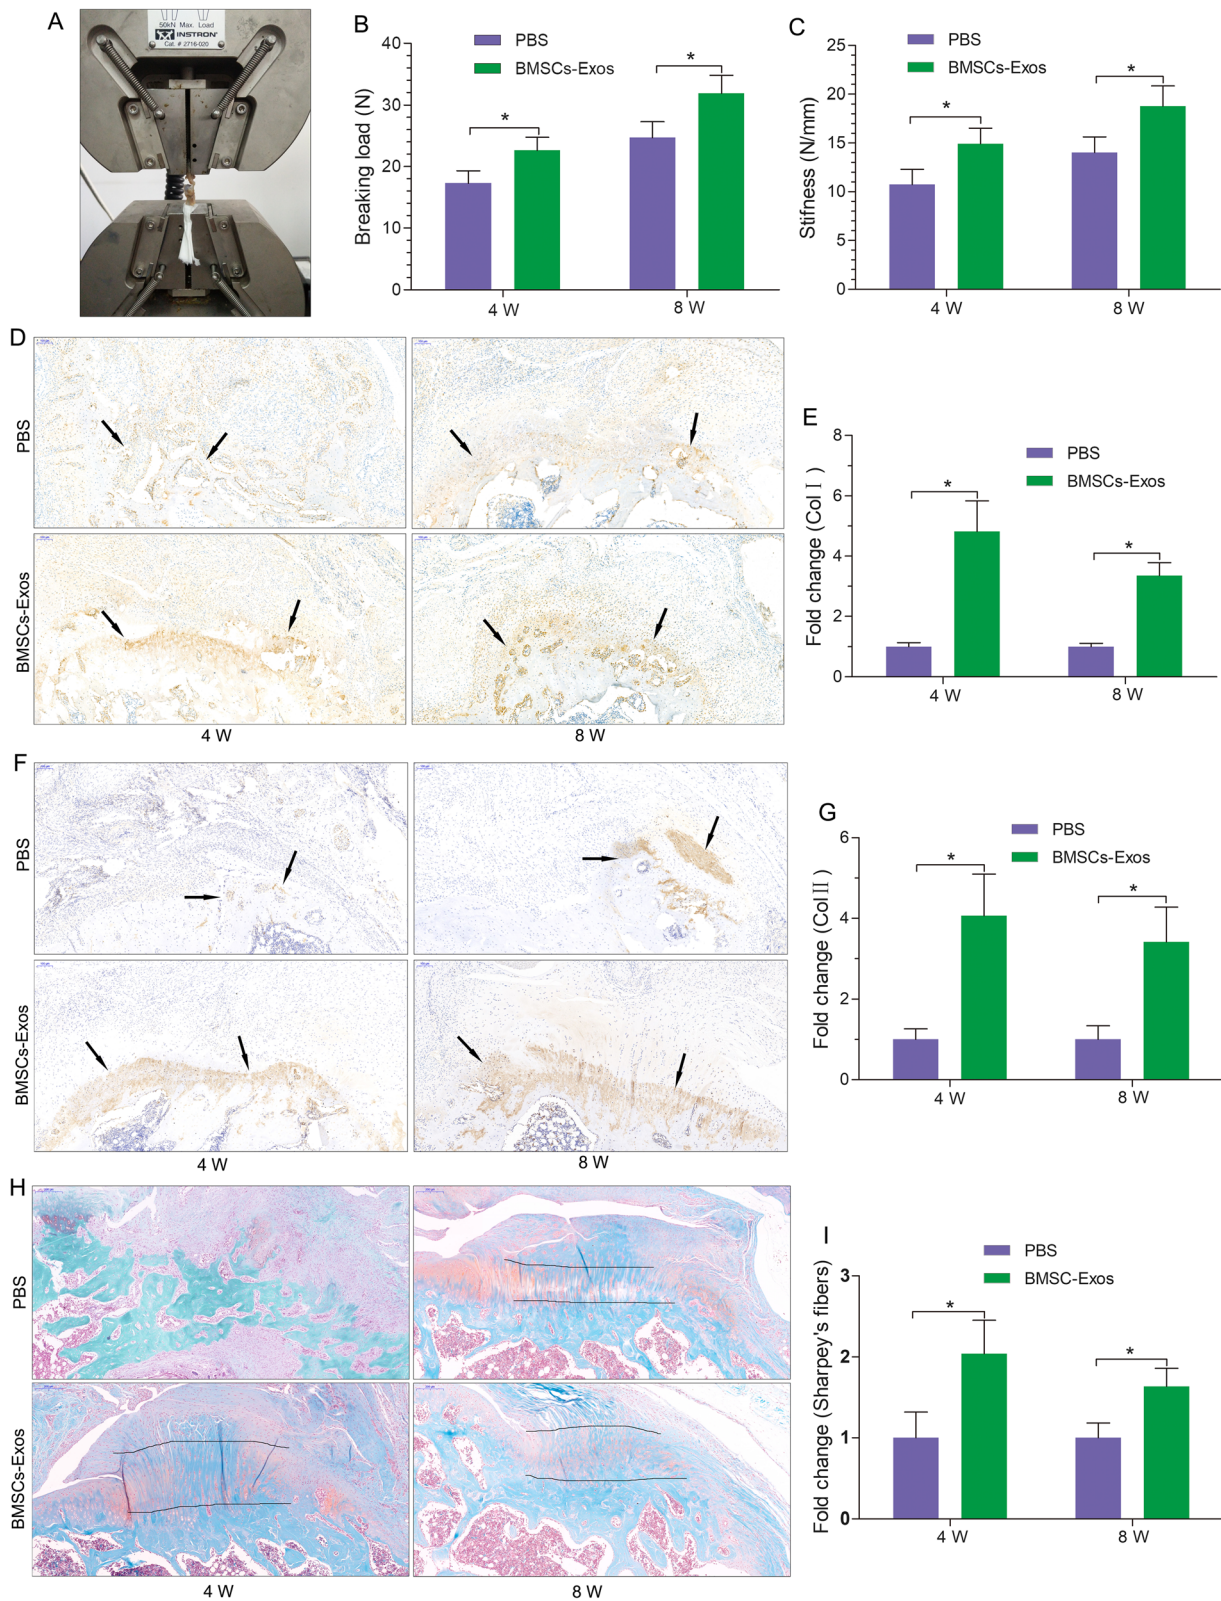 A
50kN Max. Load
INSTRON
Cat. # 2716-020
B
PBS
BMSCs-Exos
Breaking load (N)
40
30
20
10
0
*
*
4 W
8 W
C
PBS
BMSCs-Exos
Stifness (N/mm)
25
20
15
10
5
0
*
*
4 W
8 W
D
PBS
BMSCs-Exos
4 W
8 W
E
PBS
BMSCs-Exos
Fold change (Col Ⅰ)
8
6
4
2
0
*
*
4 W
8 W
F
PBS
BMSCs-Exos
4 W
8 W
G
PBS
BMSCs-Exos
Fold change (Col Ⅱ)
6
4
2
0
*
*
4 W
8 W
H
PBS
BMSCs-Exos
4 W
8 W
I
PBS
BMSC-Exos
Fold change (Sharpey's fibers)
3
2
1
0
*
*
4 W
8 W